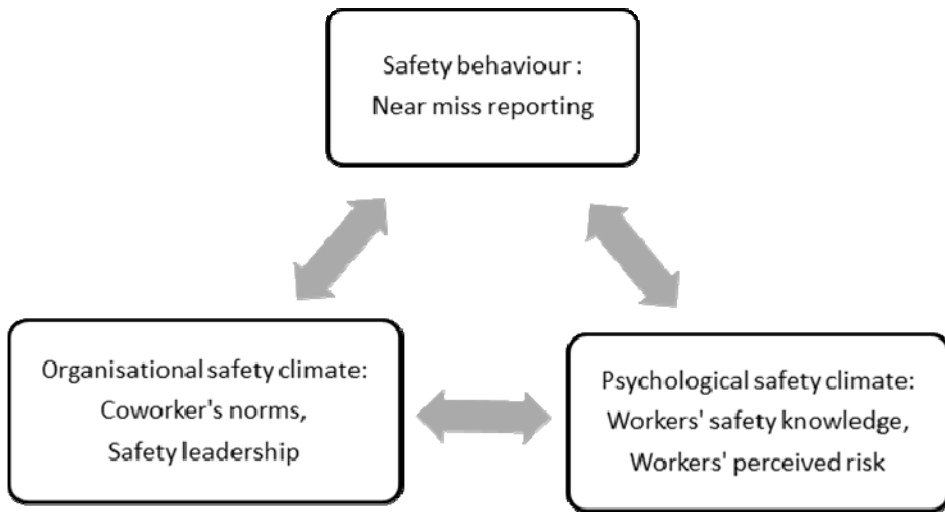 Safety behaviour :
Near miss reporting
Organisational safety climate:
Coworker's norms,
Safety leadership
Psychological safety climate:
Workers' safety knowledge,
Workers' perceived risk